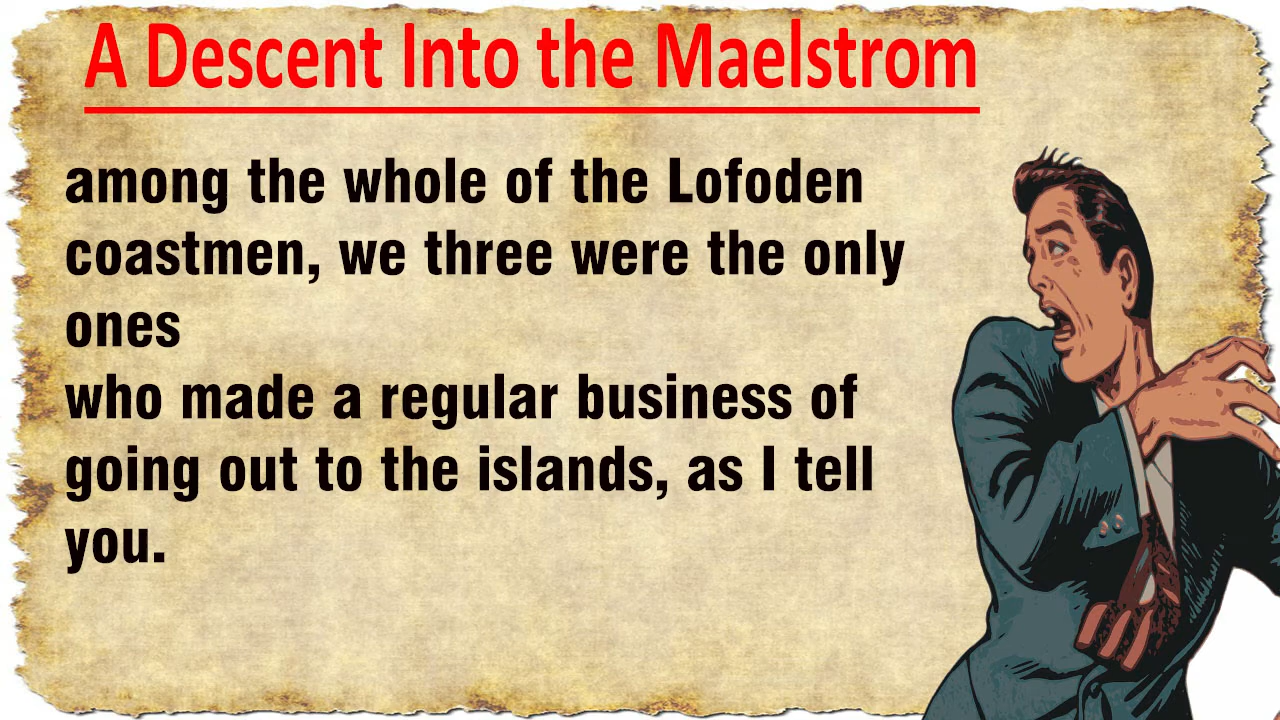 A Descent Into the Maelstrom
among the whole of the Lofoden
coastmen, we three were the only
ones
who made a regular business of
going out to the islands, as I tell
you.